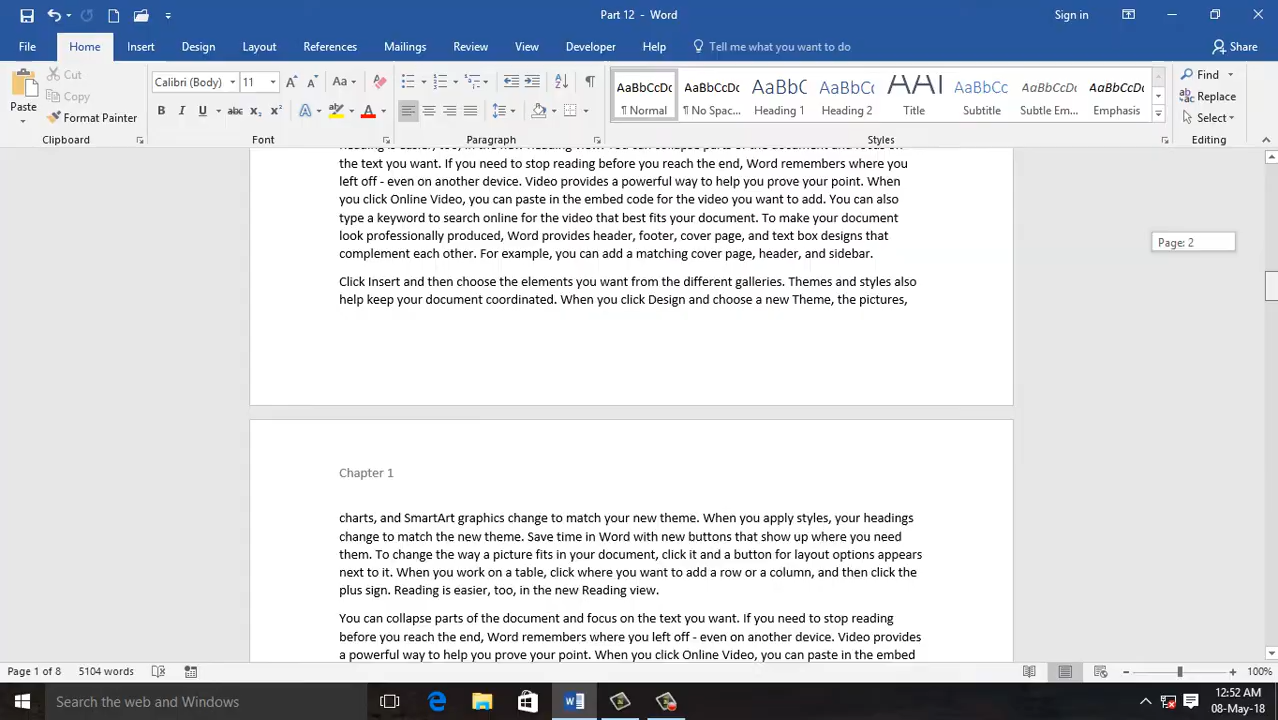 Part 12 - Word
Sign in
File Home Insert Design Layout References Mailings Review View Developer Help Tell me what you want to do Share
Paste
Cut
Copy
Format Painter
Clipboard
Calibri (Body) 11
Font
Paragraph
AaBbCcDc AaBbCcDc AaBbC AaBbCc AAI AaBbCc AaBbCcDc AaBbCcDc
¶ Normal ¶ No Spac... Heading 1 Heading 2 Title Subtitle Subtle Em... Emphasis
Styles
Find
Replace
Select
Editing
the text you want. If you need to stop reading before you reach the end, Word remembers where you
left off - even on another device. Video provides a powerful way to help you prove your point. When
you click Online Video, you can paste in the embed code for the video you want to add. You can also
type a keyword to search online for the video that best fits your document. To make your document
look professionally produced, Word provides header, footer, cover page, and text box designs that
complement each other. For example, you can add a matching cover page, header, and sidebar.
Click Insert and then choose the elements you want from the different galleries. Themes and styles also
help keep your document coordinated. When you click Design and choose a new Theme, the pictures,
Page: 2
Chapter 1
charts, and SmartArt graphics change to match your new theme. When you apply styles, your headings
change to match the new theme. Save time in Word with new buttons that show up where you need
them. To change the way a picture fits in your document, click it and a button for layout options appears
next to it. When you work on a table, click where you want to add a row or a column, and then click the
plus sign. Reading is easier, too, in the new Reading view.
You can collapse parts of the document and focus on the text you want. If you need to stop reading
before you reach the end, Word remembers where you left off - even on another device. Video provides
a powerful way to help you prove your point. When you click Online Video, you can paste in the embed
Page 1 of 8 5104 words 100%
Search the web and Windows
12:52 AM
08-May-18